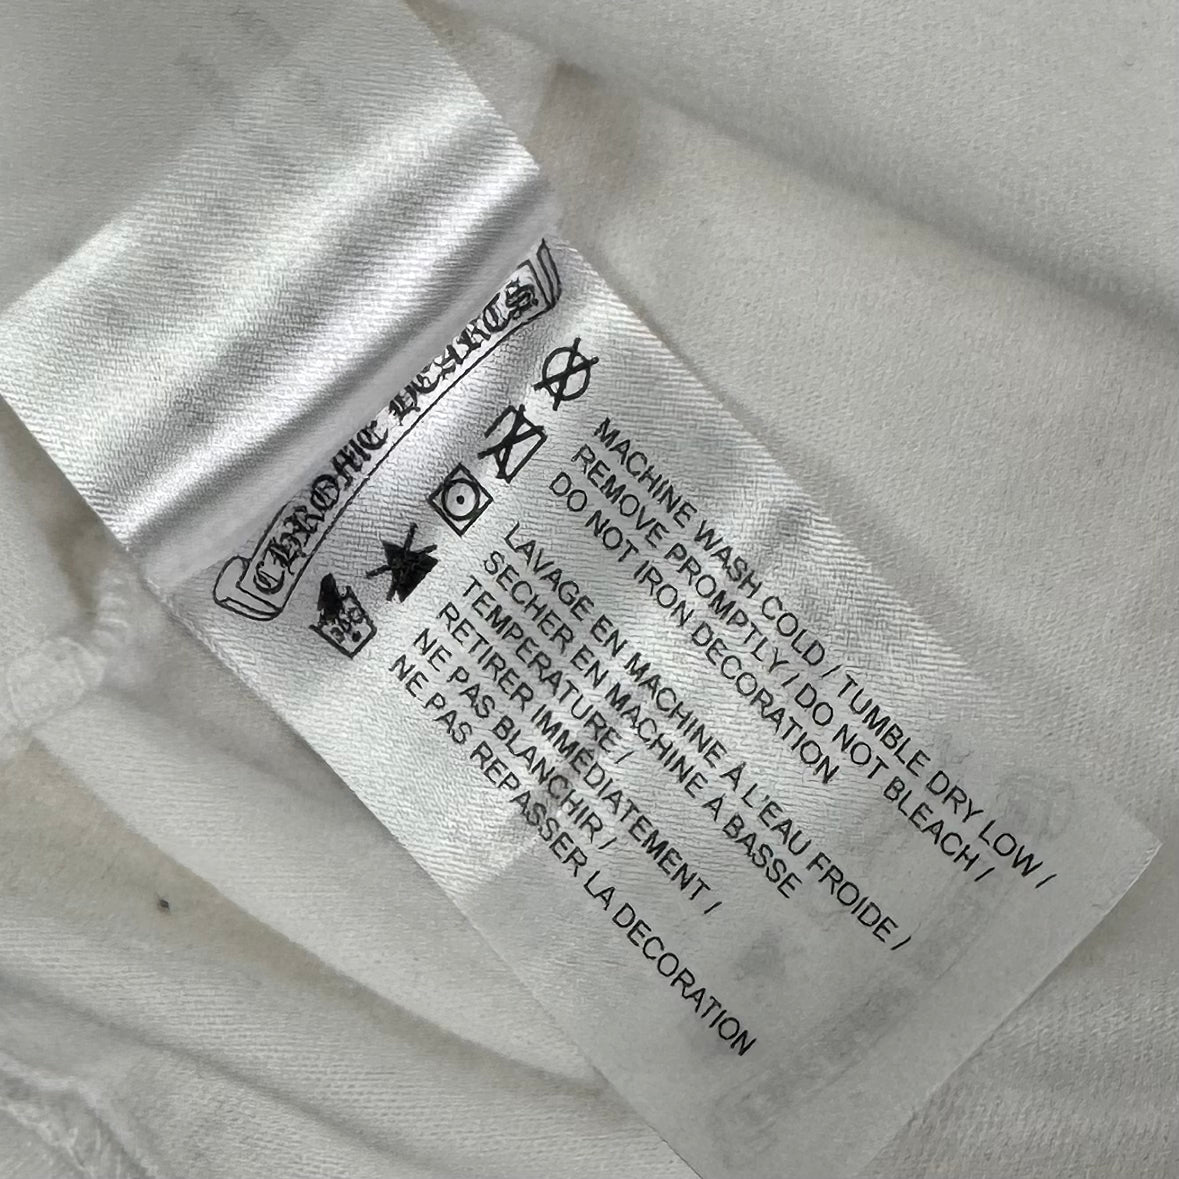 CHROME HEARTS
30C
MACHINE WASH COLD / TUMBLE DRY LOW /
REMOVE PROMPTLY / DO NOT BLEACH /
DO NOT IRON DECORATION
LAVAGE EN MACHINE À L'EAU FROIDE /
SECHER EN MACHINE À BASSE
TEMPERATURE /
RETIRER IMMÉDIATEMENT /
NE PAS BLANCHIR /
NE PAS REPASSER LA DECORATION